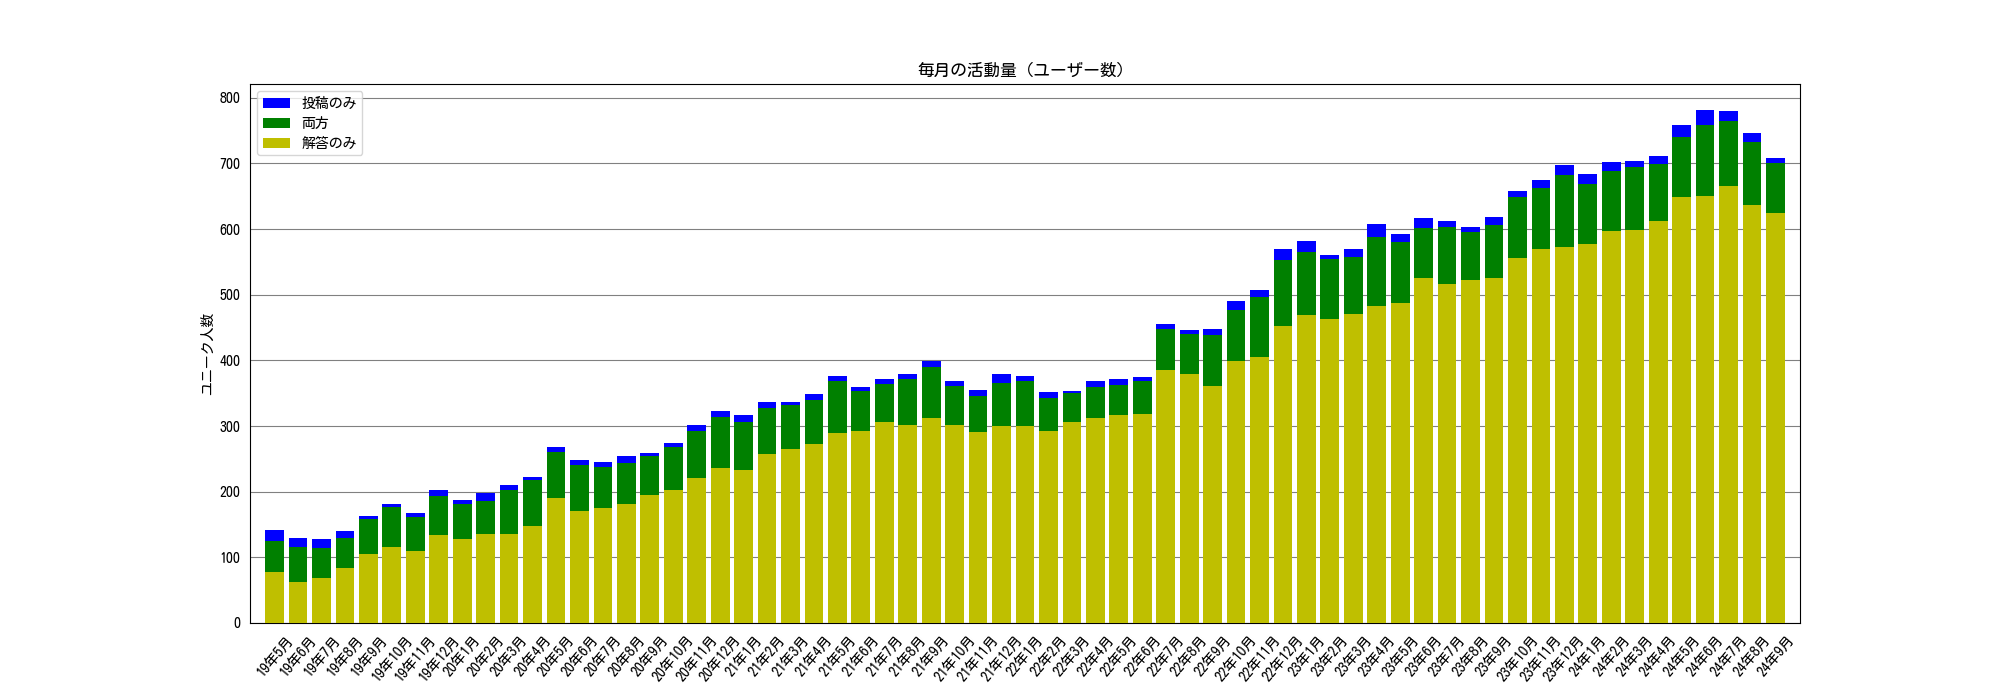 毎月の活動量（ユーザー数）
投稿のみ
両方
解答のみ
ユニーク人数
800
700
600
500
400
300
200
100
0
19年5月
19年6月
19年7月
19年8月
19年9月
19年10月
19年11月
19年12月
20年1月
20年2月
20年3月
20年4月
20年5月
20年6月
20年7月
20年8月
20年9月
20年10月
20年11月
20年12月
21年1月
21年2月
21年3月
21年4月
21年5月
21年6月
21年7月
21年8月
21年9月
21年10月
21年11月
21年12月
22年1月
22年2月
22年3月
22年4月
22年5月
22年6月
22年7月
22年8月
22年9月
22年10月
22年11月
22年12月
23年1月
23年2月
23年3月
23年4月
23年5月
23年6月
23年7月
23年8月
23年9月
23年10月
23年11月
23年12月
24年1月
24年2月
24年3月
24年4月
24年5月
24年6月
24年7月
24年8月
24年9月